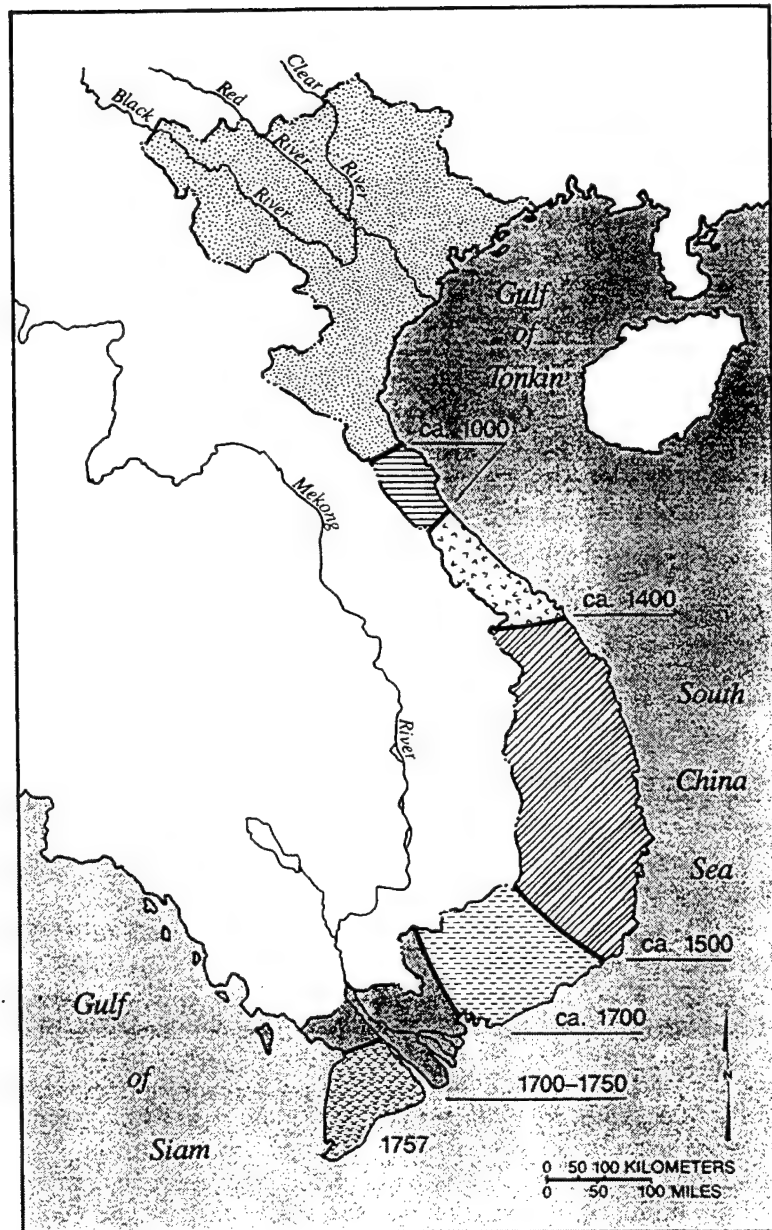 Clear
River
Red
River
Black
River
Gulf
of
Tonkin
ca. 1000
Mekong
River
ca. 1400
South
China
Sea
ca. 1500
Gulf
of
Siam
ca. 1700
1700–1750
1757
N
0 50 100 KILOMETERS
0 50 100 MILES